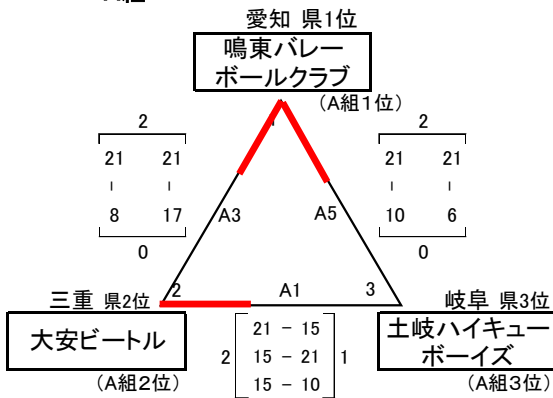 愛知 県1位
鳴東バレー
ボールクラブ
(A組1位)
2
21 21
- -
8 17
0
A3
2
21 21
- -
10 6
0
A5
三重 県2位
2
A1
3
岐阜 県3位
大安ビートル
(A組2位)
2
21 - 15
15 - 21
15 - 10
1
土岐ハイキュー
ボーイズ
(A組3位)